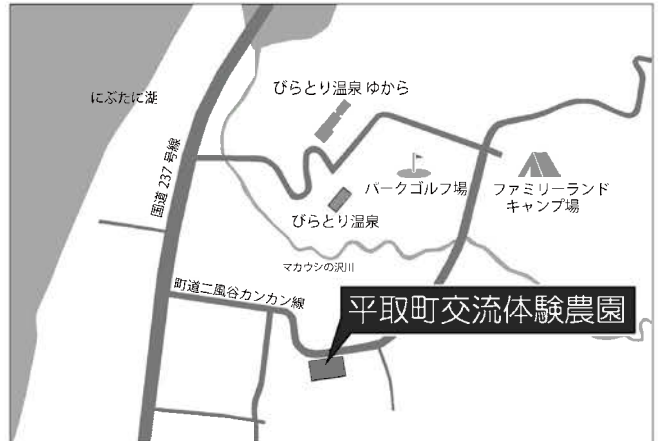 にぶたに湖
びらとり温泉 ゆから
国道 237 号線
パークゴルフ場
ファミリーランド
キャンプ場
びらとり温泉
マカウシの沢川
町道二風谷カンカン線
平取町交流体験農園